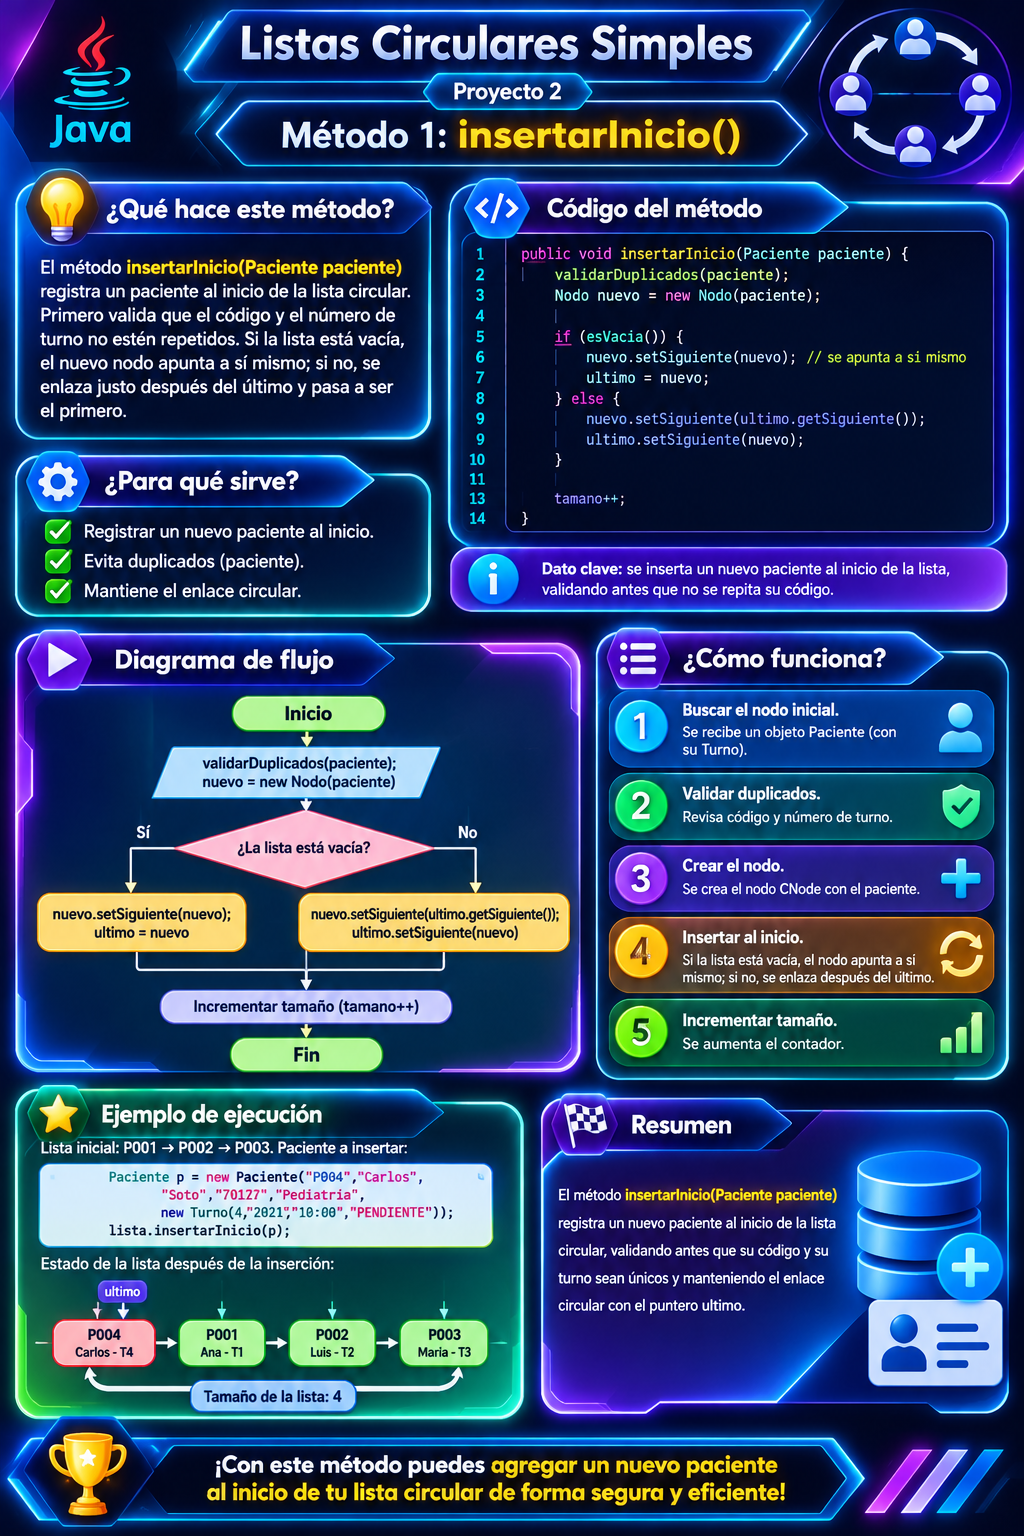 Java
Listas Circulares Simples
Proyecto 2
Método 1: insertarInicio()
¿Qué hace este método?
El método insertarInicio(Paciente paciente)
registra un paciente al inicio de la lista circular.
Primero valida que el código y el número de
turno no estén repetidos. Si la lista está vacía,
el nuevo nodo apunta a sí mismo; si no, se
enlaza justo después del último y pasa a ser
el primero.
¿Para qué sirve?
Registrar un nuevo paciente al inicio.
Evita duplicados (paciente).
Mantiene el enlace circular.
</> Código del método
1 public void insertarInicio(Paciente paciente) {
2 validarDuplicados(paciente);
3 Nodo nuevo = new Nodo(paciente);
4
5 if (esVacia()) {
6 nuevo.setSiguiente(nuevo); // se apunta a si mismo
7 ultimo = nuevo;
8 } else {
9 nuevo.setSiguiente(ultimo.getSiguiente());
9 ultimo.setSiguiente(nuevo);
10 }
11
13 tamano++;
14 }
i
Dato clave: se inserta un nuevo paciente al inicio de la lista,
validando antes que no se repita su código.
Diagrama de flujo
Inicio
validarDuplicados(paciente);
nuevo = new Nodo(paciente)
¿La lista está vacía?
Sí
No
nuevo.setSiguiente(nuevo);
ultimo = nuevo
nuevo.setSiguiente(ultimo.getSiguiente());
ultimo.setSiguiente(nuevo)
Incrementar tamaño (tamano++)
Fin
¿Cómo funciona?
1
Buscar el nodo inicial.
Se recibe un objeto Paciente (con
su Turno).
2
Validar duplicados.
Revisa código y número de turno.
3
Crear el nodo.
Se crea el nodo CNode con el paciente.
4
Insertar al inicio.
Si la lista está vacía, el nodo apunta a si
mismo; si no, se enlaza después del último.
5
Incrementar tamaño.
Se aumenta el contador.
Ejemplo de ejecución
Lista inicial: P001 → P002 → P003. Paciente a insertar:
Paciente p = new Paciente("P004","Carlos",
"Soto","70127","Pediatria",
new Turno(4,"2021","10:00","PENDIENTE"));
lista.insertarInicio(p);
Estado de la lista después de la inserción:
ultimo
P004
Carlos - T4
P001
Ana - T1
P002
Luis - T2
P003
Maria - T3
Tamaño de la lista: 4
Resumen
El método insertarInicio(Paciente paciente)
registra un nuevo paciente al inicio de la lista
circular, validando antes que su código y su
turno sean únicos y manteniendo el enlace
circular con el puntero ultimo.
¡Con este método puedes agregar un nuevo paciente
al inicio de tu lista circular de forma segura y eficiente!